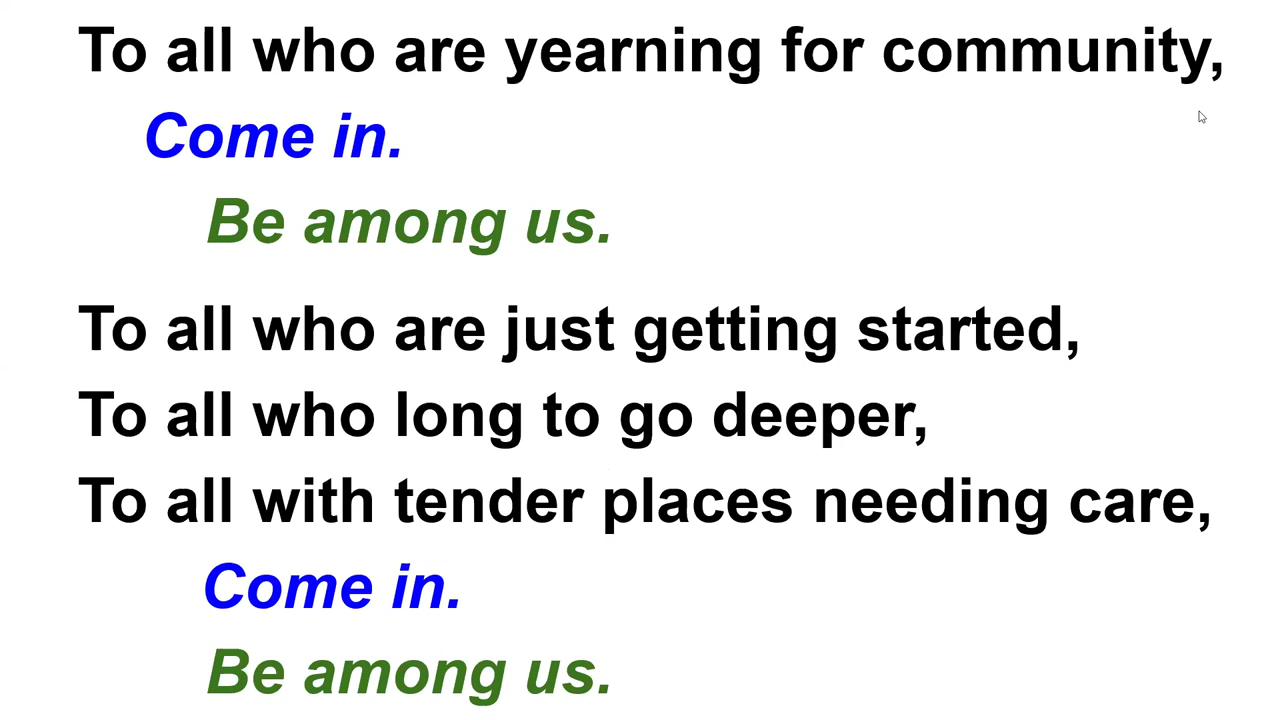 To all who are yearning for community,
Come in.
Be among us.
To all who are just getting started,
To all who long to go deeper,
To all with tender places needing care,
Come in.
Be among us.